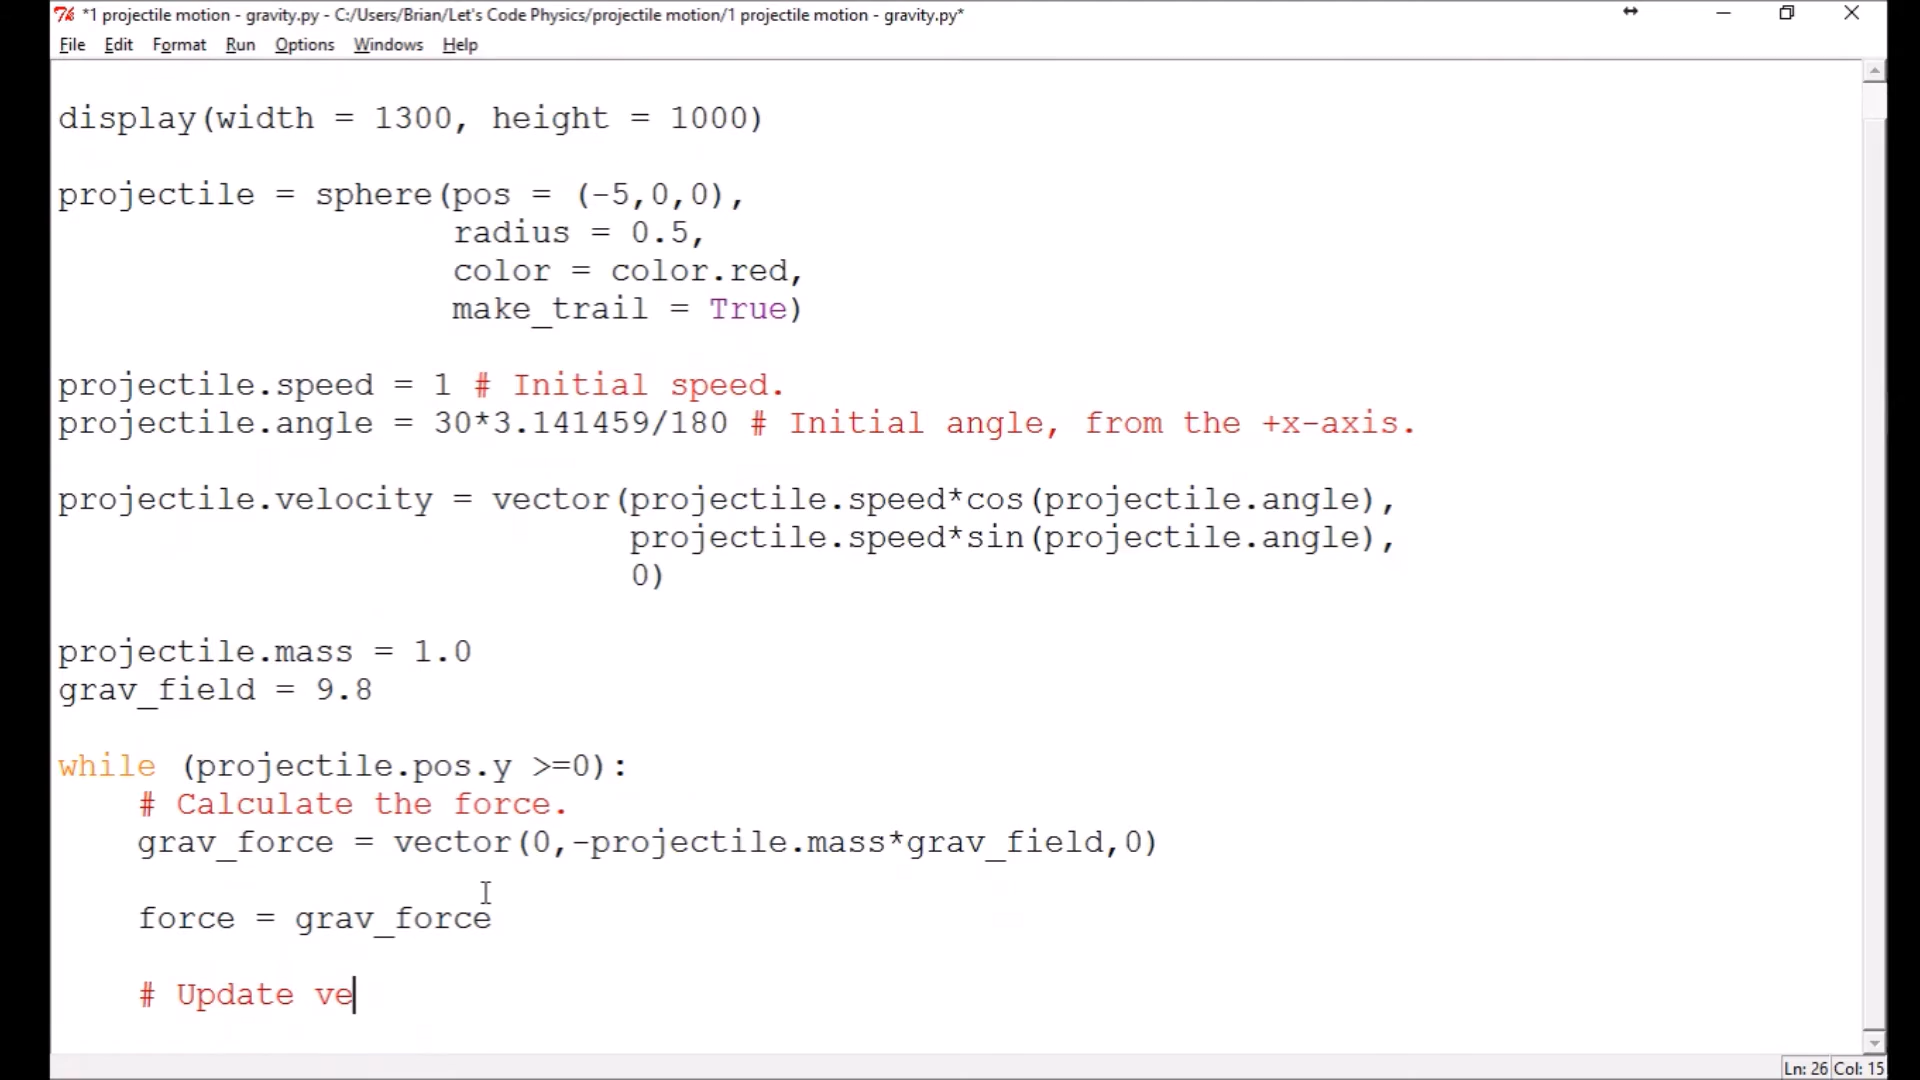 *1 projectile motion - gravity.py - C:/Users/Brian/Let's Code Physics/projectile motion/1 projectile motion - gravity.py*
File Edit Format Run Options Windows Help
display(width = 1300, height = 1000)
projectile = sphere(pos = (-5,0,0),
radius = 0.5,
color = color.red,
make_trail = True)
projectile.speed = 1 # Initial speed.
projectile.angle = 30*3.141459/180 # Initial angle, from the +x-axis.
projectile.velocity = vector(projectile.speed*cos(projectile.angle),
projectile.speed*sin(projectile.angle),
0)
projectile.mass = 1.0
grav_field = 9.8
while (projectile.pos.y >=0):
# Calculate the force.
grav_force = vector(0,-projectile.mass*grav_field,0)
force = grav_force
# Update ve
Ln: 26 Col: 15